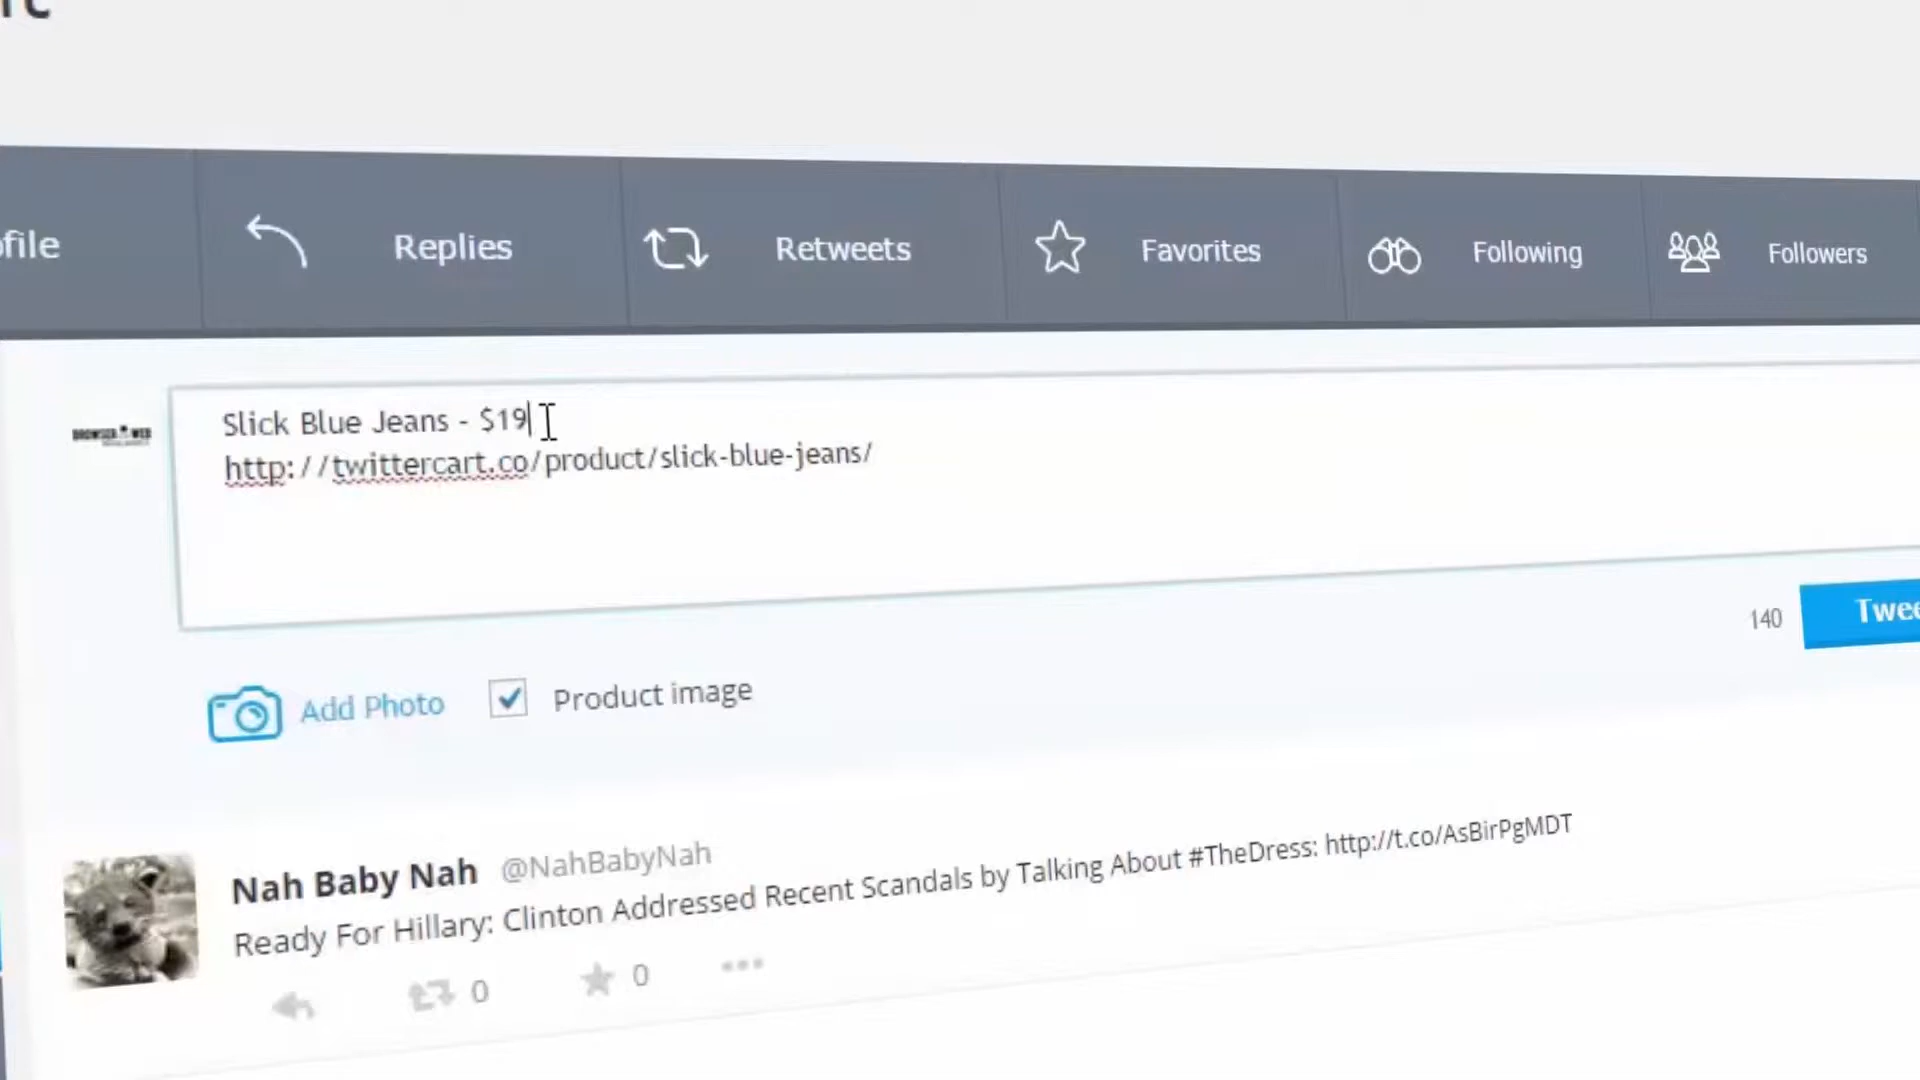 Replies
Retweets
Favorites
Following
Followers
Slick Blue Jeans - $19
http://twittercart.co/product/slick-blue-jeans/
140
Add Photo
Product image
Nah Baby Nah @NahBabyNah
Ready For Hillary: Clinton Addressed Recent Scandals by Talking About #TheDress: http://t.co/AsBirPgMDT
0
0